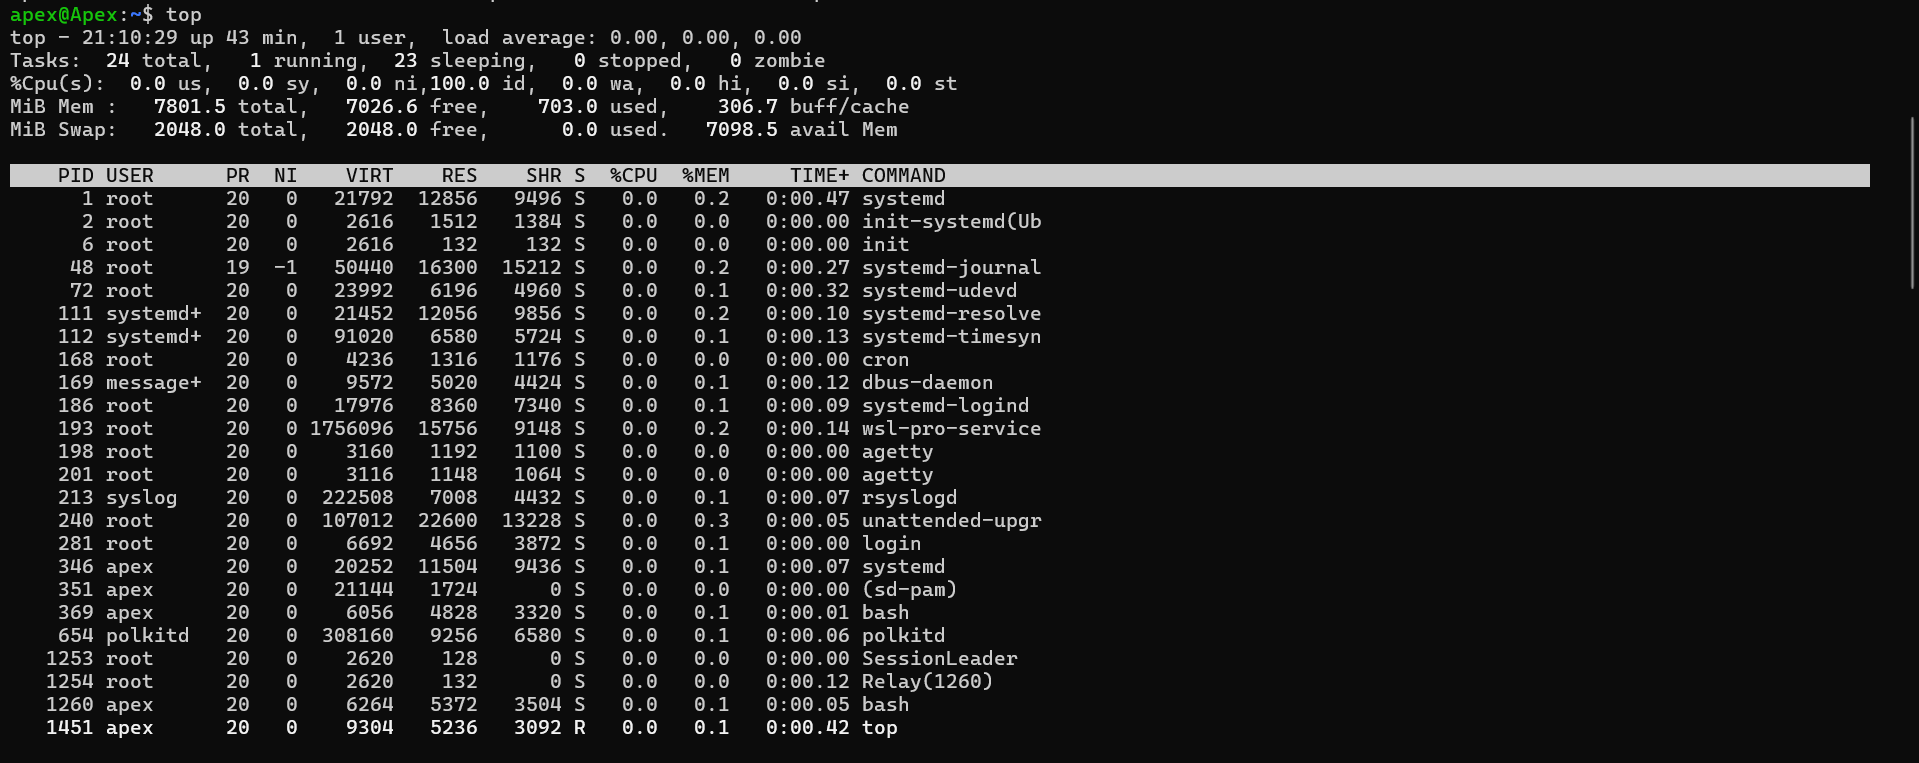 apex@Apex:~$ top
top - 21:10:29 up 43 min,  1 user,  load average: 0.00, 0.00, 0.00
Tasks:  24 total,   1 running,  23 sleeping,   0 stopped,   0 zombie
%Cpu(s):  0.0 us,  0.0 sy,  0.0 ni,100.0 id,  0.0 wa,  0.0 hi,  0.0 si,  0.0 st
MiB Mem :   7801.5 total,   7026.6 free,    703.0 used,    306.7 buff/cache
MiB Swap:   2048.0 total,   2048.0 free,      0.0 used.   7098.5 avail Mem

    PID USER      PR  NI    VIRT    RES    SHR S  %CPU  %MEM     TIME+ COMMAND
      1 root      20   0   21792  12856   9496 S   0.0   0.2   0:00.47 systemd
      2 root      20   0    2616   1512   1384 S   0.0   0.0   0:00.00 init-systemd(Ub
      6 root      20   0    2616    132    132 S   0.0   0.0   0:00.00 init
     48 root      19  -1   50440  16300  15212 S   0.0   0.2   0:00.27 systemd-journal
     72 root      20   0   23992   6196   4960 S   0.0   0.1   0:00.32 systemd-udevd
    111 systemd+  20   0   21452  12056   9856 S   0.0   0.2   0:00.10 systemd-resolve
    112 systemd+  20   0   91020   6580   5724 S   0.0   0.1   0:00.13 systemd-timesyn
    168 root      20   0    4236   1316   1176 S   0.0   0.0   0:00.00 cron
    169 message+  20   0    9572   5020   4424 S   0.0   0.1   0:00.12 dbus-daemon
    186 root      20   0   17976   8360   7340 S   0.0   0.1   0:00.09 systemd-logind
    193 root      20   0 1756096  15756   9148 S   0.0   0.2   0:00.14 wsl-pro-service
    198 root      20   0    3160   1192   1100 S   0.0   0.0   0:00.00 agetty
    201 root      20   0    3116   1148   1064 S   0.0   0.0   0:00.00 agetty
    213 syslog    20   0  222508   7008   4432 S   0.0   0.1   0:00.07 rsyslogd
    240 root      20   0  107012  22600  13228 S   0.0   0.3   0:00.05 unattended-upgr
    281 root      20   0    6692   4656   3872 S   0.0   0.1   0:00.00 login
    346 apex      20   0   20252  11504   9436 S   0.0   0.1   0:00.07 systemd
    351 apex      20   0   21144   1724      0 S   0.0   0.0   0:00.00 (sd-pam)
    369 apex      20   0    6056   4828   3320 S   0.0   0.1   0:00.01 bash
    654 polkitd   20   0  308160   9256   6580 S   0.0   0.1   0:00.06 polkitd
   1253 root      20   0    2620    128      0 S   0.0   0.0   0:00.00 SessionLeader
   1254 root      20   0    2620    132      0 S   0.0   0.0   0:00.12 Relay(1260)
   1260 apex      20   0    6264   5372   3504 S   0.0   0.1   0:00.05 bash
   1451 apex      20   0    9304   5236   3092 R   0.0   0.1   0:00.42 top